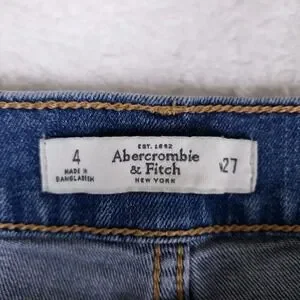 EST. 1892
4
Abercrombie
& Fitch
27
MADE IN
BANGLADESH
NEW YORK